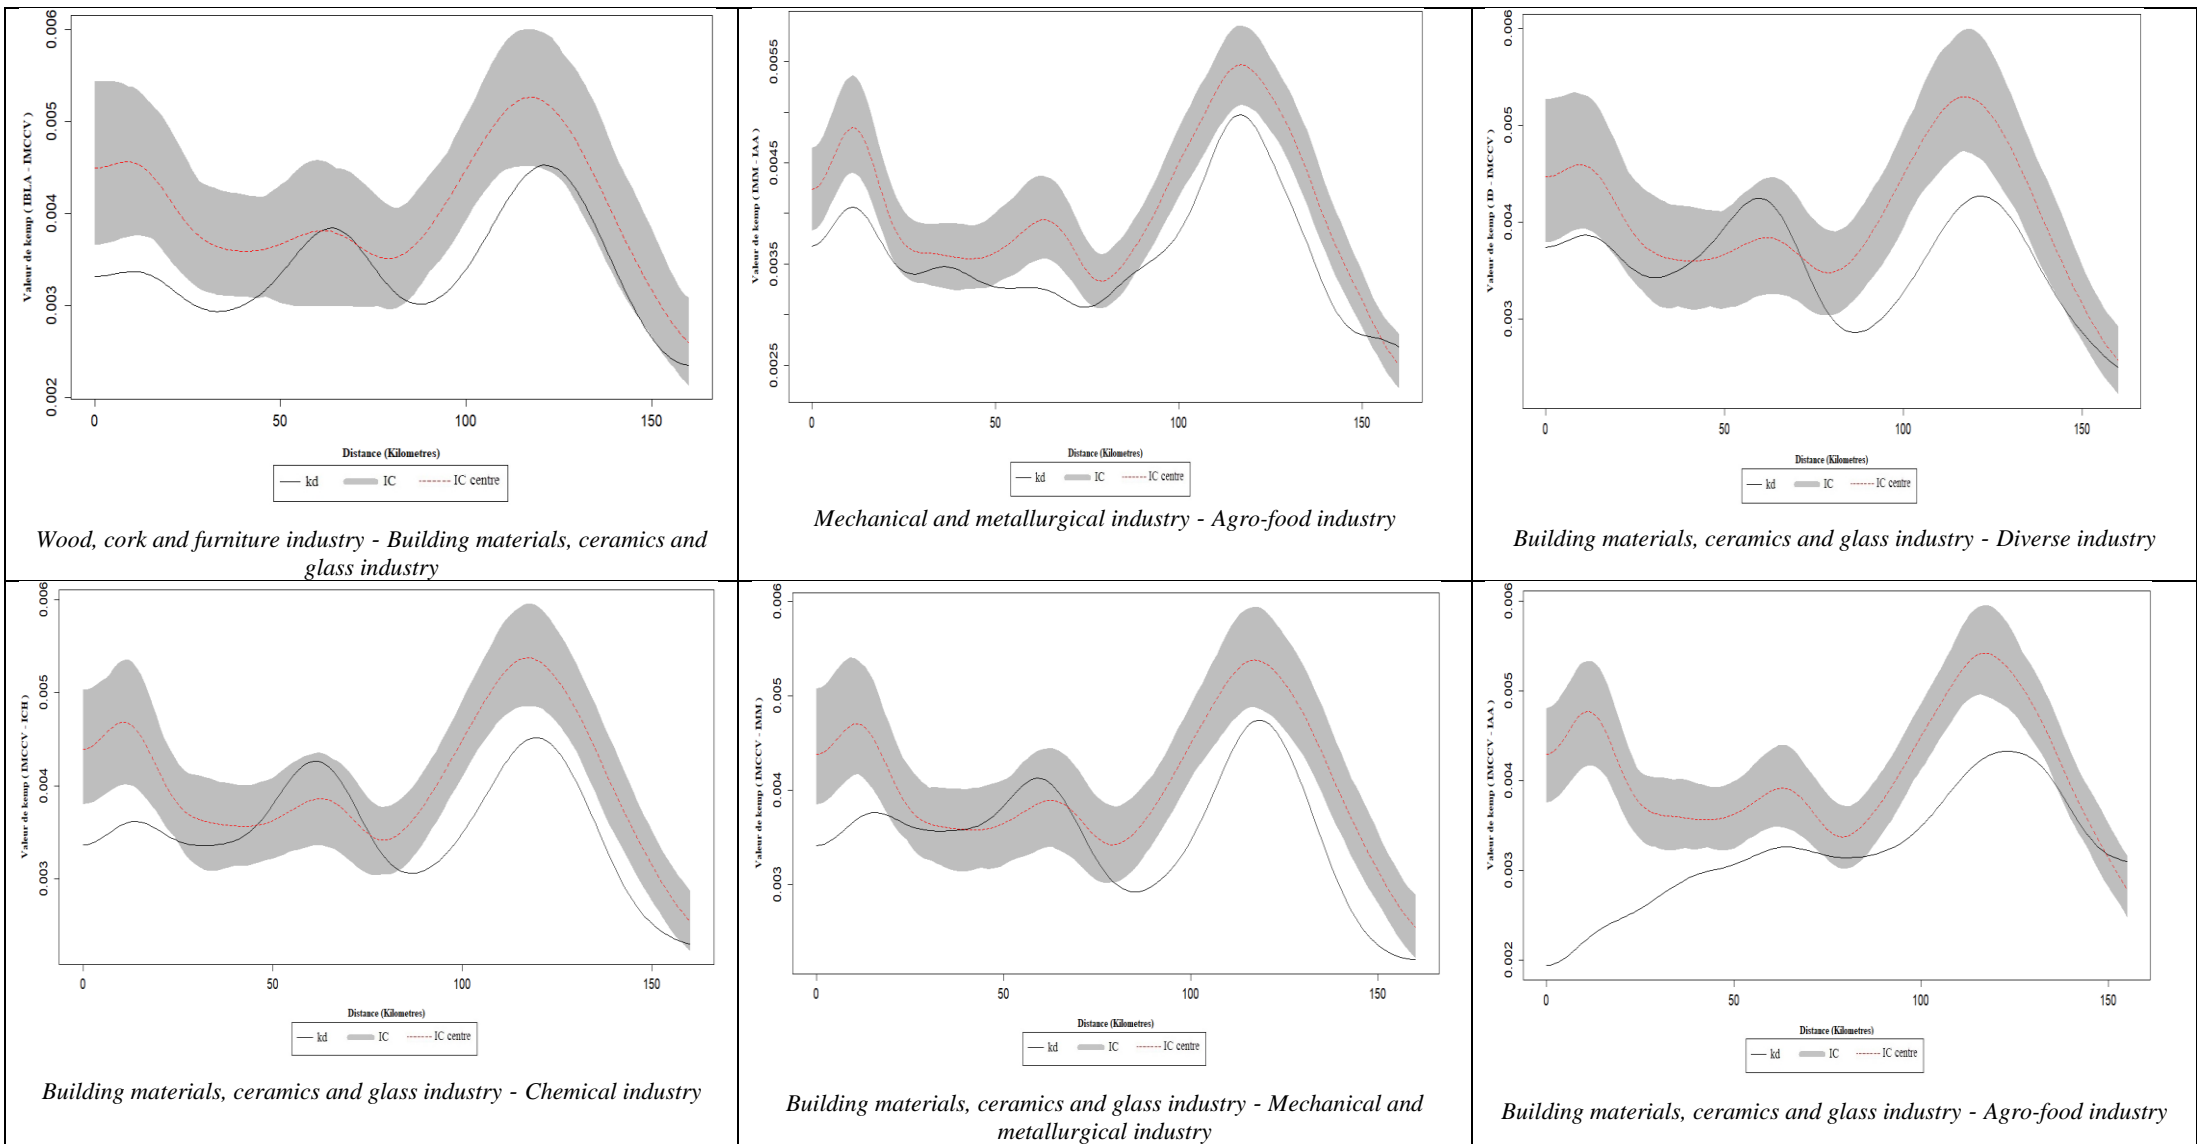 Valeur de kemp ( IBLA - IMCCV )
0.006
0.005
0.004
0.003
0.002
0
50
100
150
Distance (Kilometres)
kd IC IC centre
Wood, cork and furniture industry - Building materials, ceramics and
glass industry
Valeur de kemp ( IMM - IAA )
0.0055
0.0045
0.0035
0.0025
0
50
100
150
Distance (Kilometres)
kd IC IC centre
Mechanical and metallurgical industry - Agro-food industry
Valeur de kemp ( ID - IMCCV )
0.006
0.005
0.004
0.003
0
50
100
150
Distance (Kilometres)
kd IC IC centre
Building materials, ceramics and glass industry - Diverse industry
Valeur de kemp ( IMCCV - ICH )
0.006
0.005
0.004
0.003
0
50
100
150
Distance (Kilometres)
kd IC IC centre
Building materials, ceramics and glass industry - Chemical industry
Valeur de kemp ( IMCCV - IMM )
0.006
0.005
0.004
0.003
0
50
100
150
Distance (Kilometres)
kd IC IC centre
Building materials, ceramics and glass industry - Mechanical and
metallurgical industry
Valeur de kemp ( IMCCV - IAA )
0.006
0.005
0.004
0.003
0.002
0
50
100
150
Distance (Kilometres)
kd IC IC centre
Building materials, ceramics and glass industry - Agro-food industry